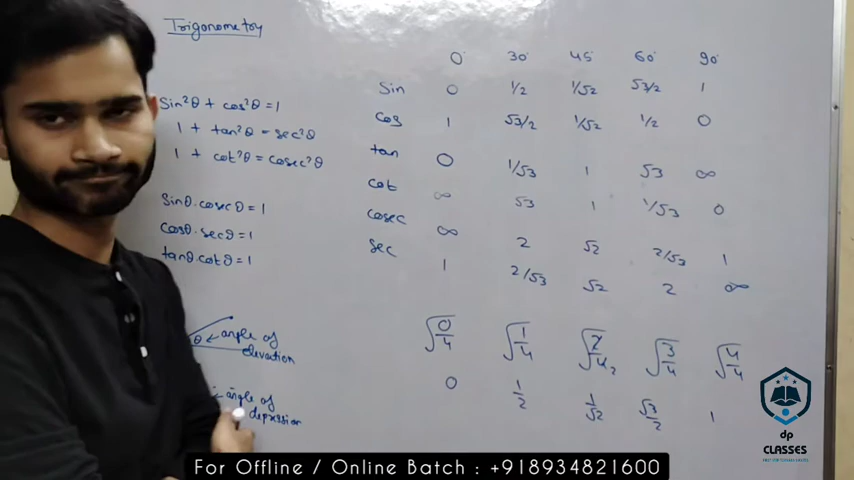 Trigonometry
0° 30° 45° 60° 90°
Sin 0 1/2 1/√2 √3/2 1
Cos 1 √3/2 1/√2 1/2 0
tan 0 1/√3 1 √3 ∞
cot ∞ √3 1 1/√3 0
cosec ∞ 2 √2 2/√3 1
sec 1 2/√3 √2 2 ∞
Sin²θ + cos²θ = 1
1 + tan²θ = sec²θ
1 + cot²θ = cosec²θ
Sinθ . cosecθ = 1
cosθ . secθ = 1
tanθ . cotθ = 1
θ angle of
elevation
angle of
depression
√0/4 √1/4 √2/4 2 √3/4 √4/4
0 1/2 1/√2 √3/2 1
dp
CLASSES
For Offline / Online Batch : +918934821600